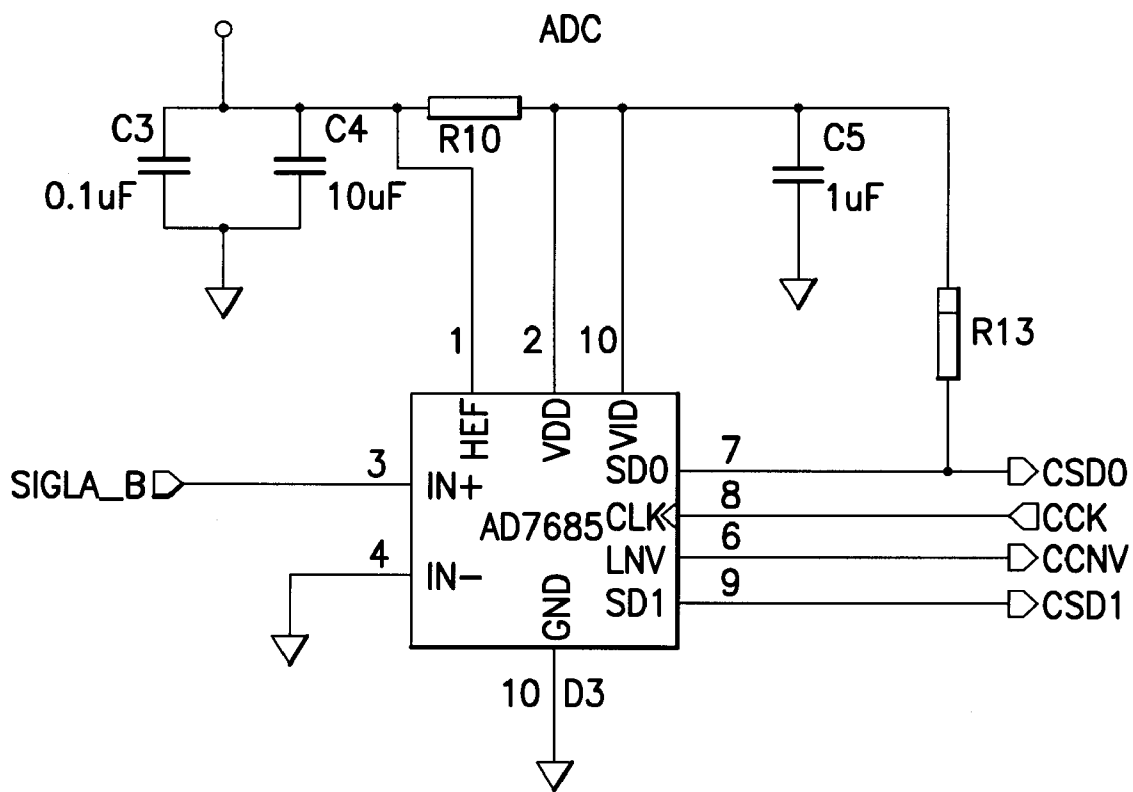 ADC
C3
0.1uF
C4
10uF
R10
C5
1uF
R13
1
2
10
HEF
VDD
VID
SIGLA_B
3
IN+
4
IN-
AD7685
GND
SD0
CLK
LNV
SD1
7
8
6
9
CSD0
CCK
CCNV
CSD1
10
D3